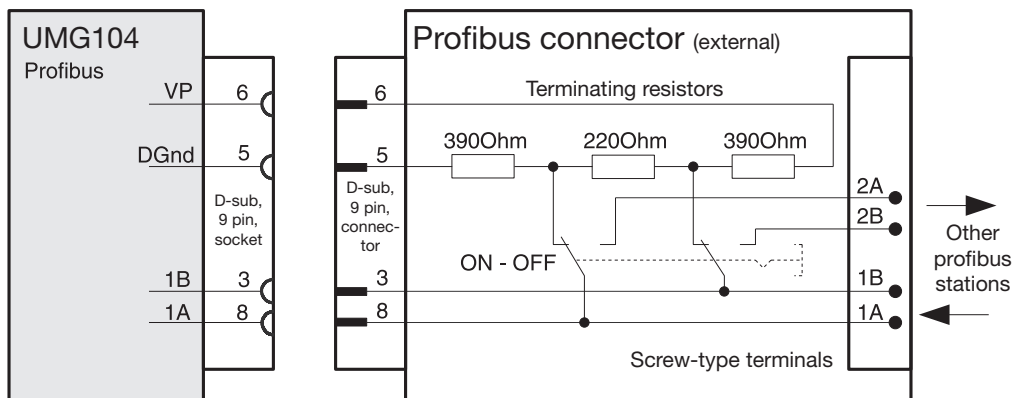 UMG104
Profibus
VP
6
DGnd
5
D-sub,
9 pin,
socket
1B
3
1A
8
Profibus connector (external)
6
Terminating resistors
5
390Ohm
220Ohm
390Ohm
D-sub,
9 pin,
connec-
tor
2A
2B
ON - OFF
3
1B
8
1A
Screw-type terminals
Other
profibus
stations